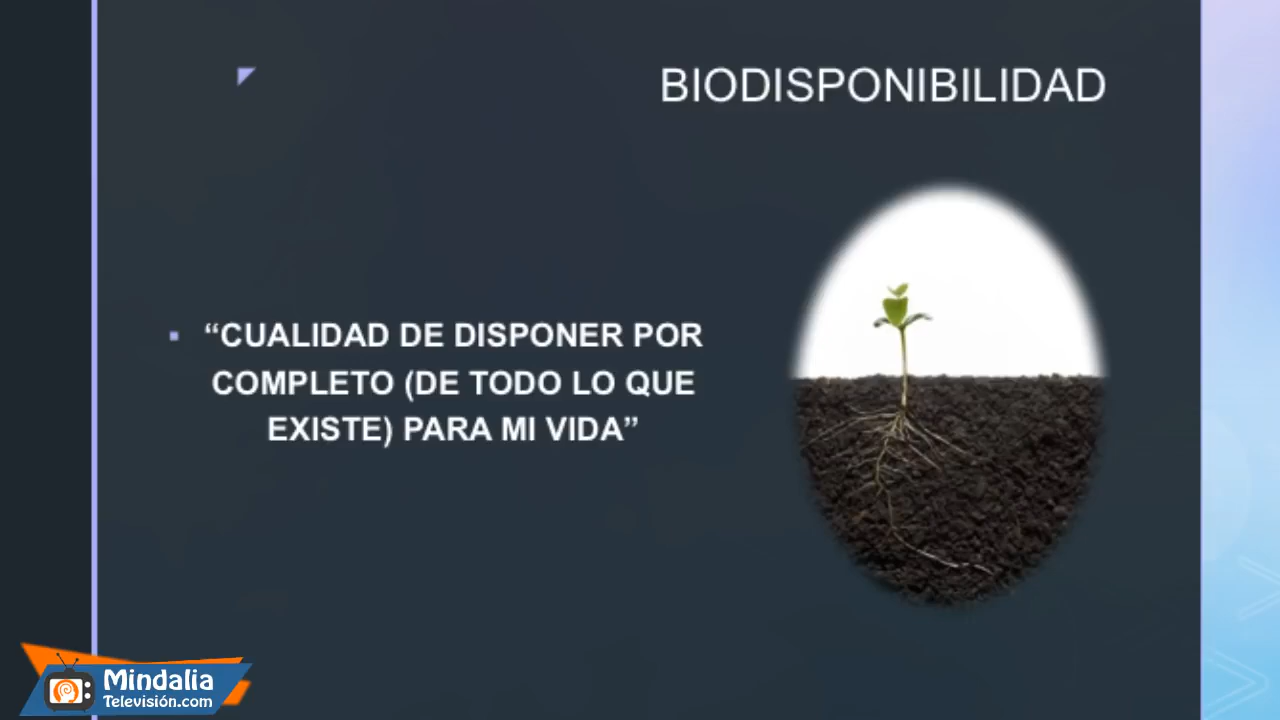 BIODISPONIBILIDAD
“CUALIDAD DE DISPONER POR
COMPLETO (DE TODO LO QUE
EXISTE) PARA MI VIDA”
Mindalia
Televisión.com